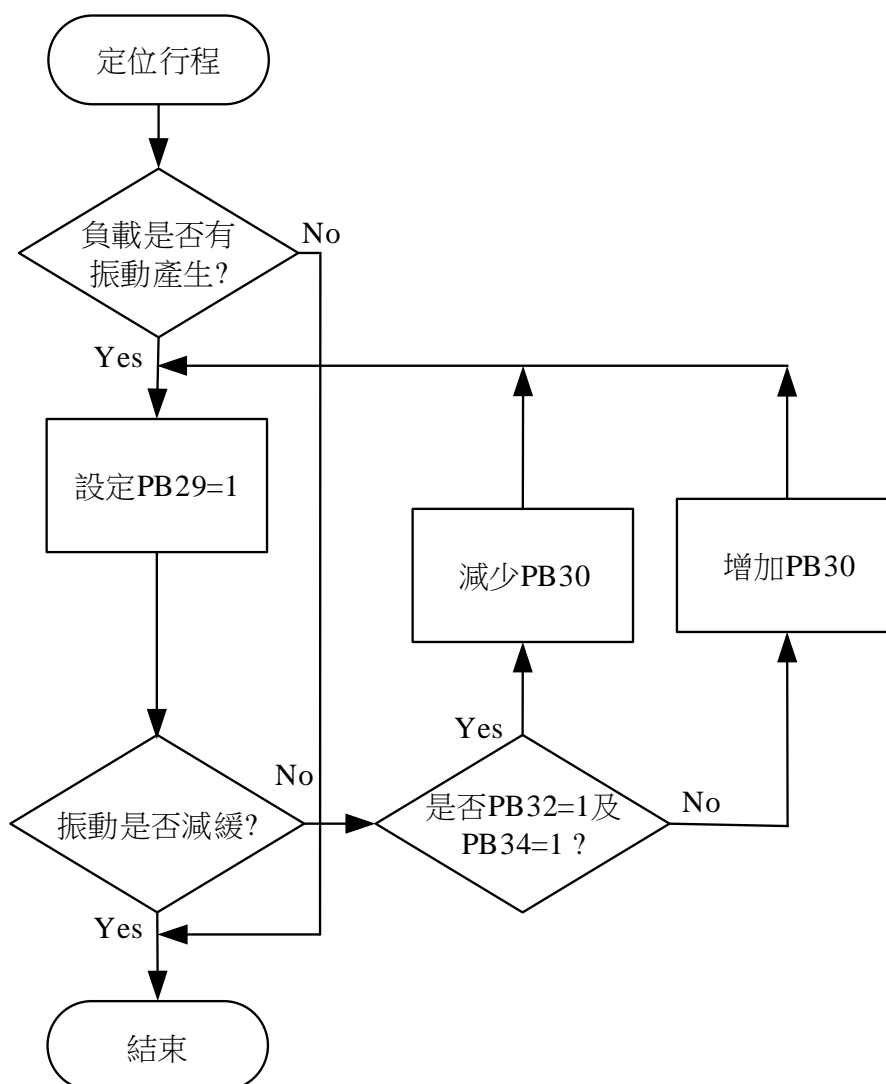 定位行程
負載是否有
振動產生?
No
Yes
設定PB29=1
減少PB30
增加PB30
Yes
振動是否減緩?
No
是否PB32=1及
PB34=1 ?
No
Yes
結束